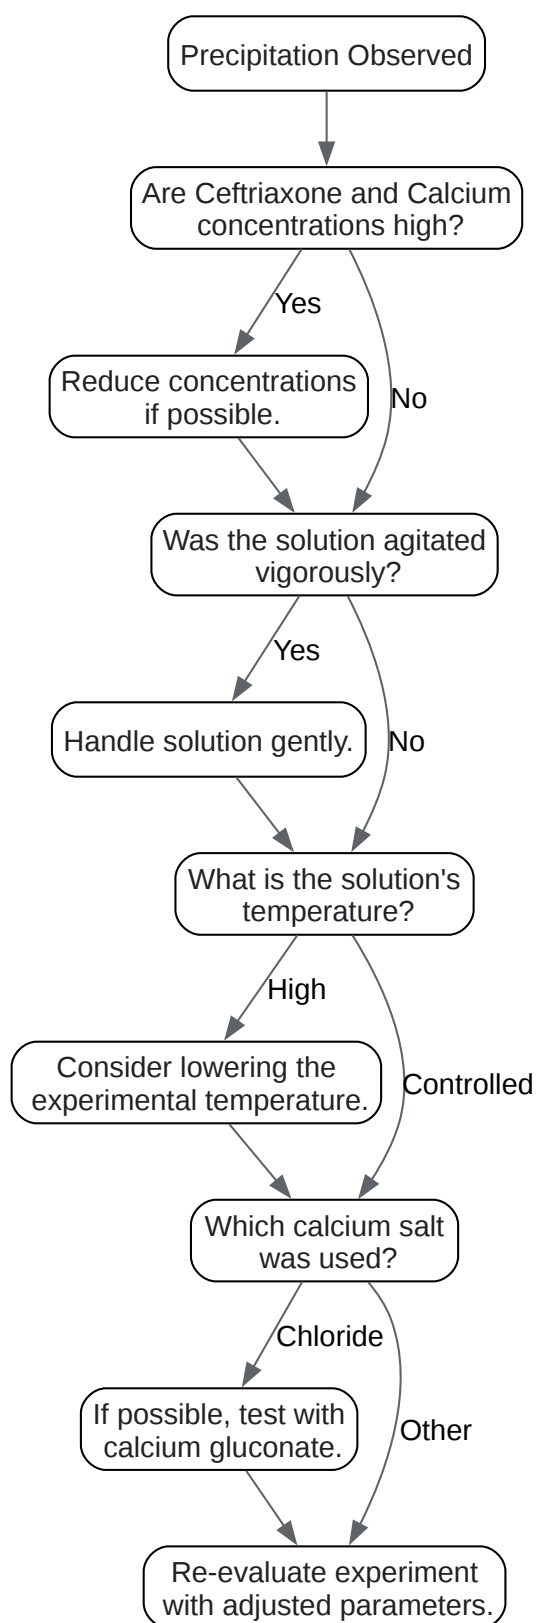 Precipitation Observed
Are Ceftriaxone and Calcium
concentrations high?
Yes
Reduce concentrations
if possible.
No
Was the solution agitated
vigorously?
Yes
Handle solution gently.
No
What is the solution's
temperature?
High
Consider lowering the
experimental temperature.
Controlled
Which calcium salt
was used?
Chloride
If possible, test with
calcium gluconate.
Other
Re-evaluate experiment
with adjusted parameters.